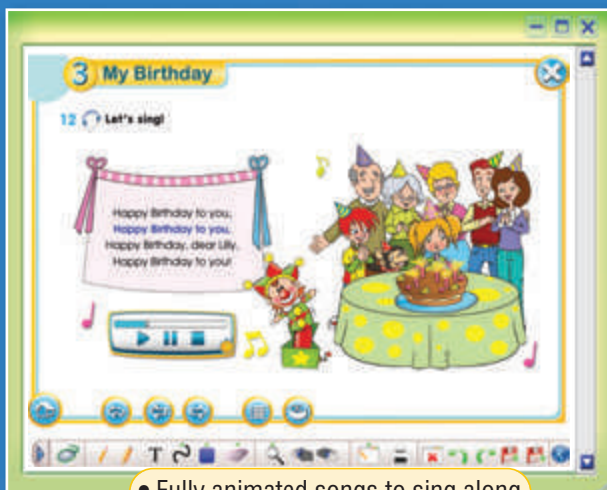 3 My Birthday
12 Let's sing!
Happy Birthday to you,
Happy Birthday to you,
Happy Birthday, dear Lilly,
Happy Birthday to you!
T
• Fully animated songs to sing along